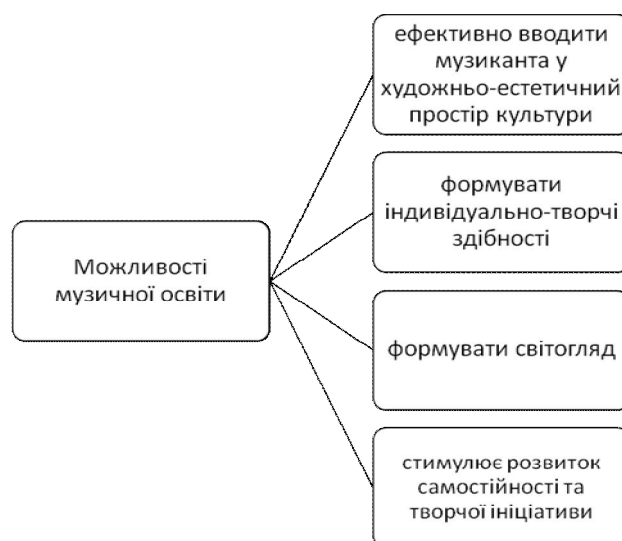 ефективно вводити
музиканта у
художньо-естетичний
простір культури
формувати
індивідуально-творчі
здібності
Можливості
музичної освіти
формувати світогляд
стимулює розвиток
самостійності та
творчої ініціативи